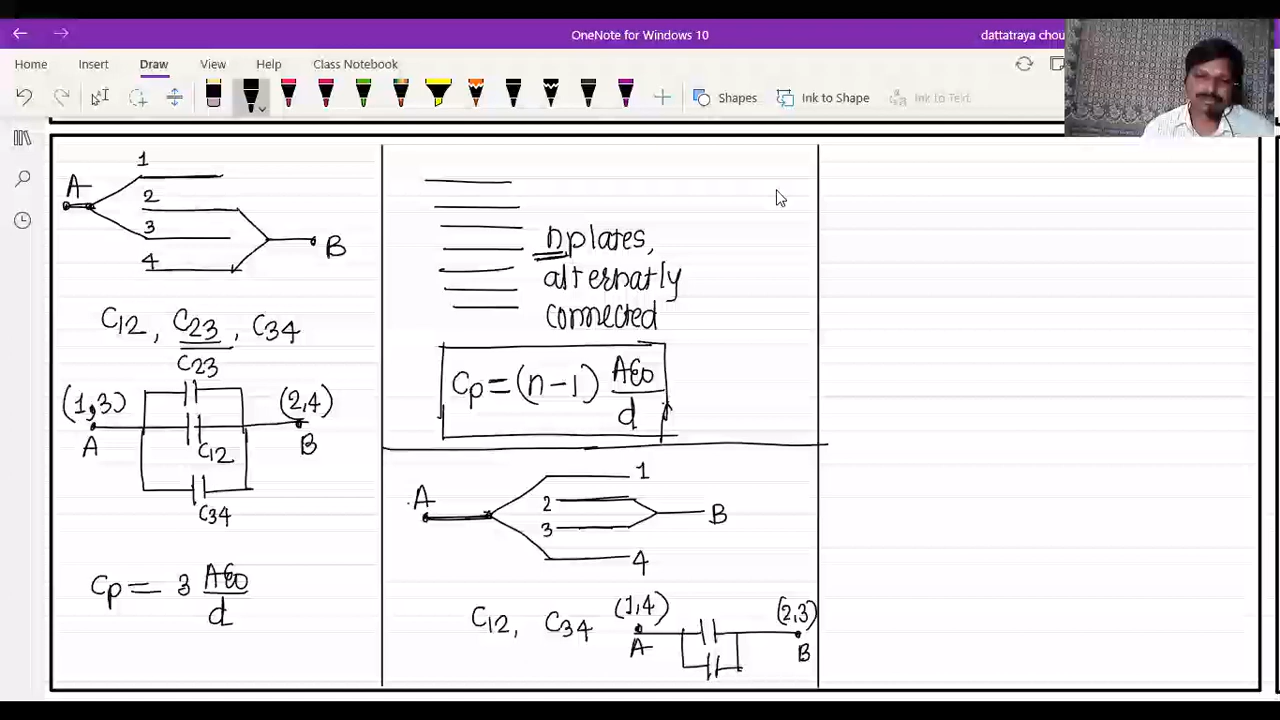 OneNote for Windows 10
dattatraya chou
Home Insert Draw View Help Class Notebook
Shapes Ink to Shape Ink to Text
1
A
2
3
4
B
C12, C23, C34
C23
(1,3) (2,4)
A B
C12
C34
Cp = 3 Aε0/d
n plates,
alternatly
connected
Cp = (n-1) Aε0/d
A
1
2
3
4
B
C12, C34 (1,4) (2,3)
A B